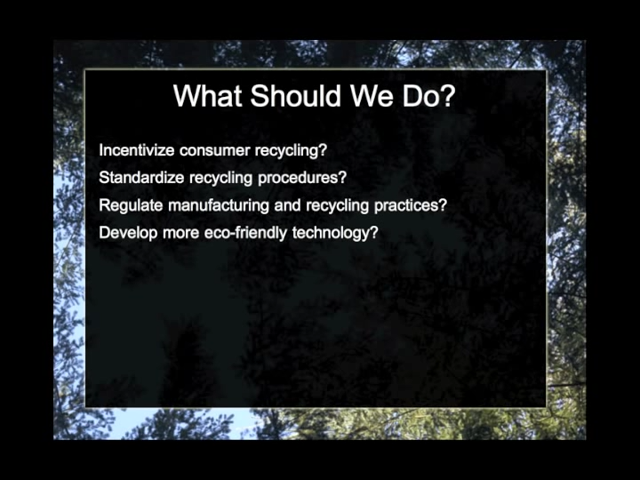 What Should We Do?
Incentivize consumer recycling?
Standardize recycling procedures?
Regulate manufacturing and recycling practices?
Develop more eco-friendly technology?